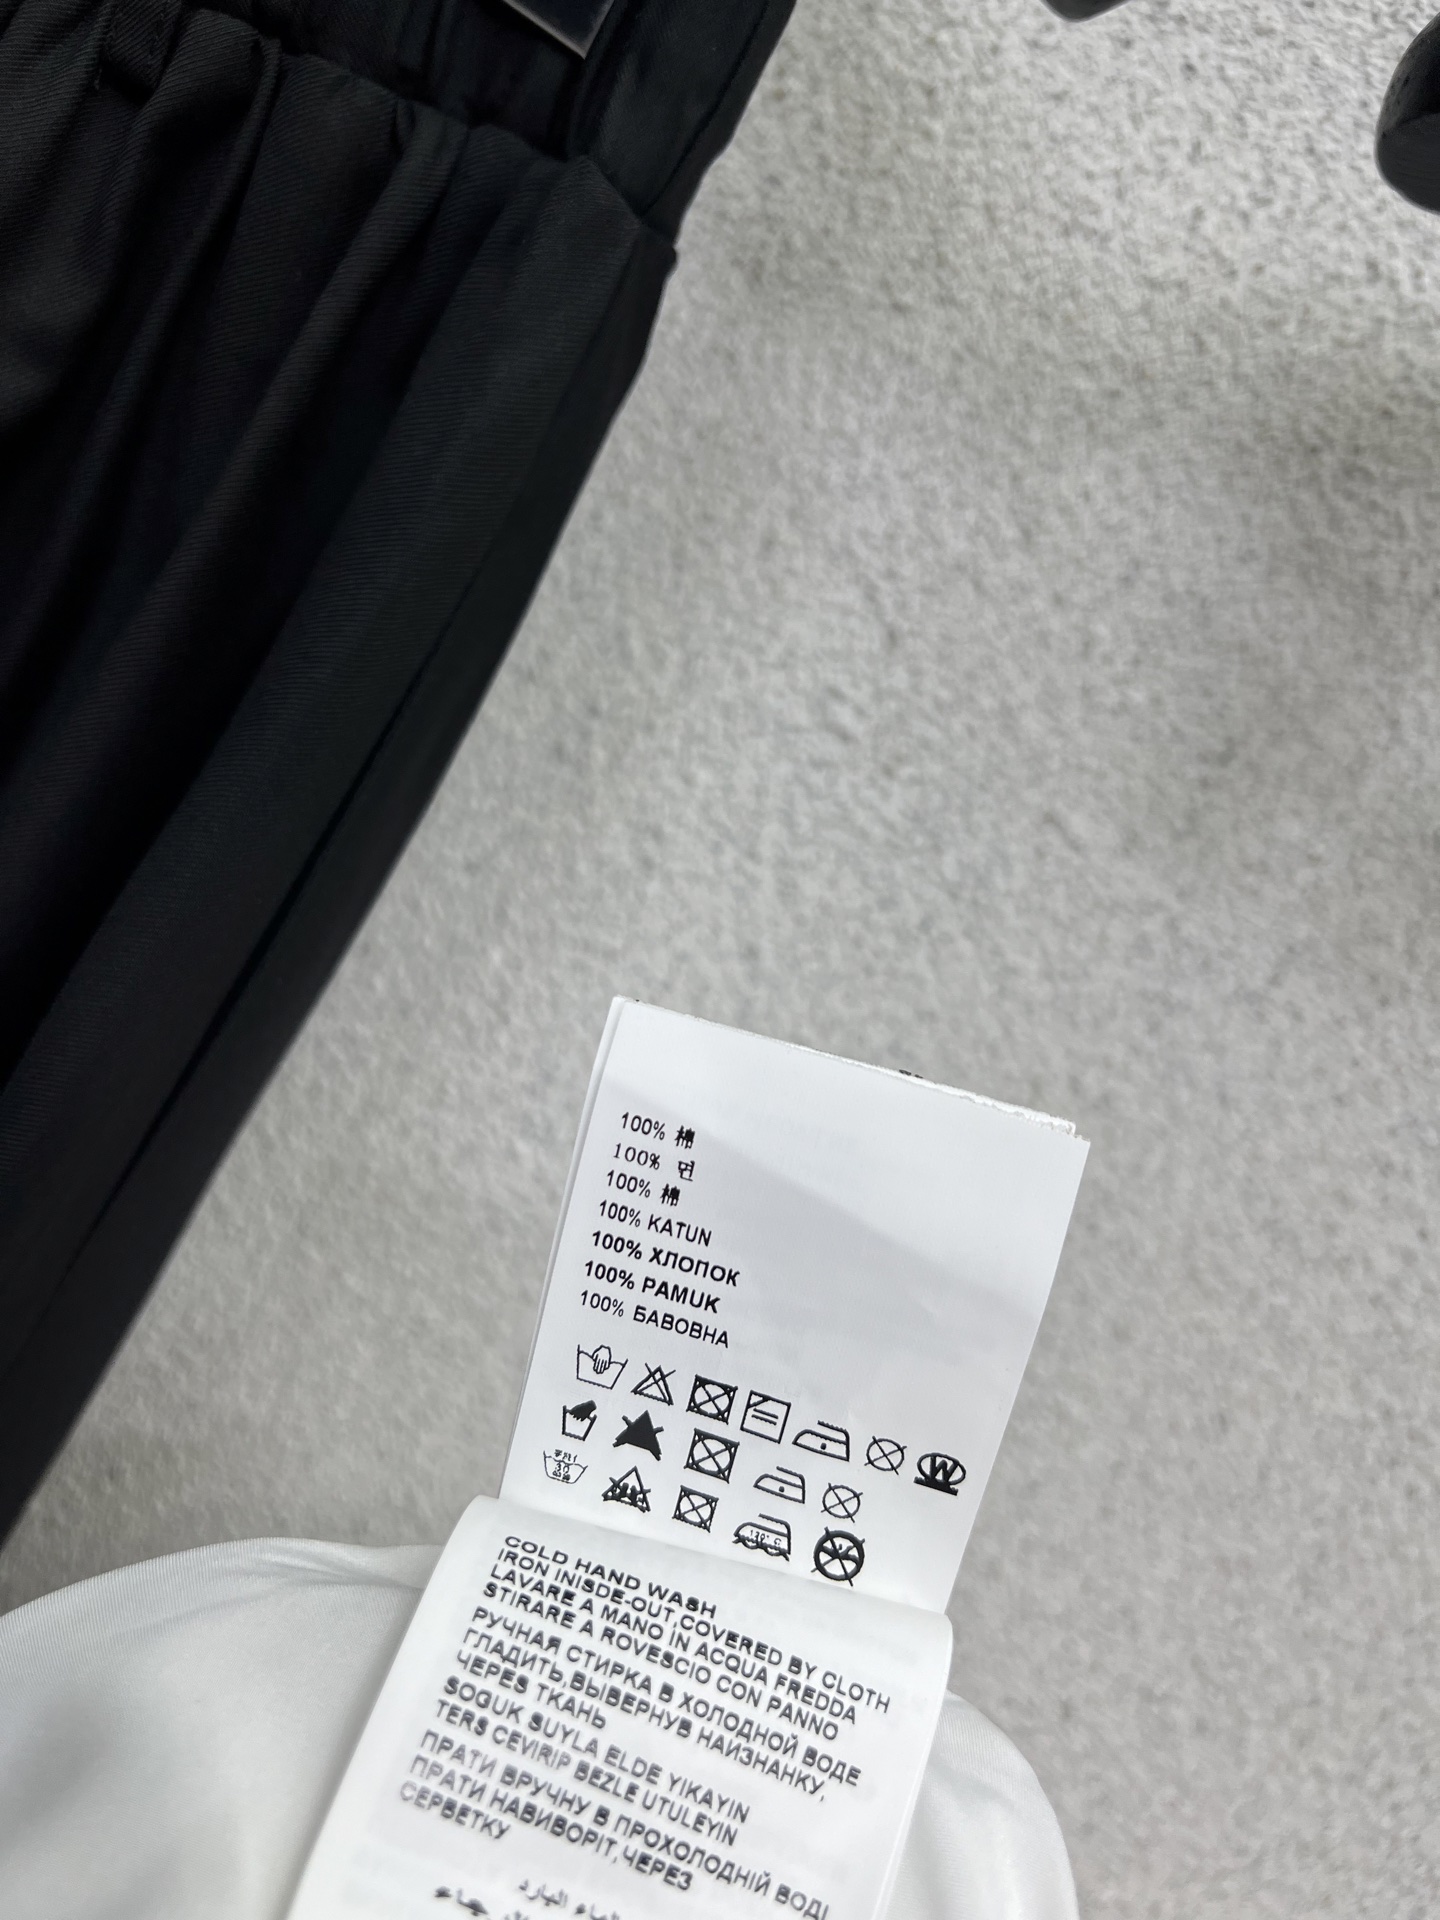 100% 棉
100% 면
100% 棉
100% KATUN
100% ХЛОПОК
100% PAMUK
100% БАВОВНА
W
30
COLD HAND WASH
IRON INISDE-OUT,COVERED BY CLOTH
LAVARE A MANO IN ACQUA FREDDA
STIRARE A ROVESCIO CON PANNO
РУЧНАЯ СТИРКА В ХОЛОДНОЙ ВОДЕ
ГЛАДИТЬ,ВЫВЕРНУВ НАИЗНАНКУ,
ЧЕРЕЗ ТКАНЬ
SOGUK SUYLA ELDE YIKAYIN
TERS CEVIRIP BEZLE UTULEYIN
ПРАТИ ВРУЧНУ В ПРОХОЛОДНІЙ ВОДІ
ПРАТИ НАВИВОРІТ,ЧЕРЕЗ
СЕРВЕТКУ
البارد